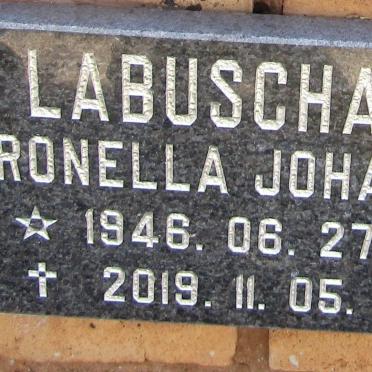 LABUSCHA
RONELLA JOHA
☆ 1946. 06. 27
✝ 2019. 11. 05.